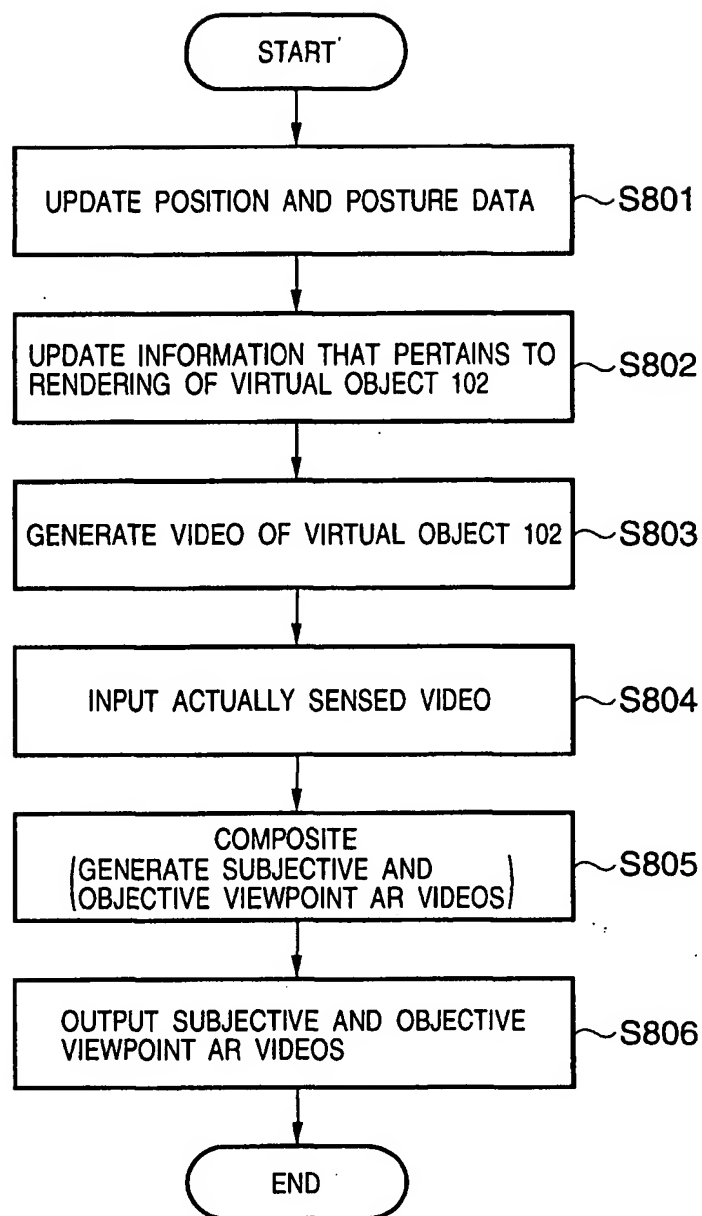 START
UPDATE POSITION AND POSTURE DATA
S801
UPDATE INFORMATION THAT PERTAINS TO
RENDERING OF VIRTUAL OBJECT 102
S802
GENERATE VIDEO OF VIRTUAL OBJECT 102
S803
INPUT ACTUALLY SENSED VIDEO
S804
COMPOSITE
(GENERATE SUBJECTIVE AND
OBJECTIVE VIEWPOINT AR VIDEOS)
S805
OUTPUT SUBJECTIVE AND OBJECTIVE
VIEWPOINT AR VIDEOS
S806
END